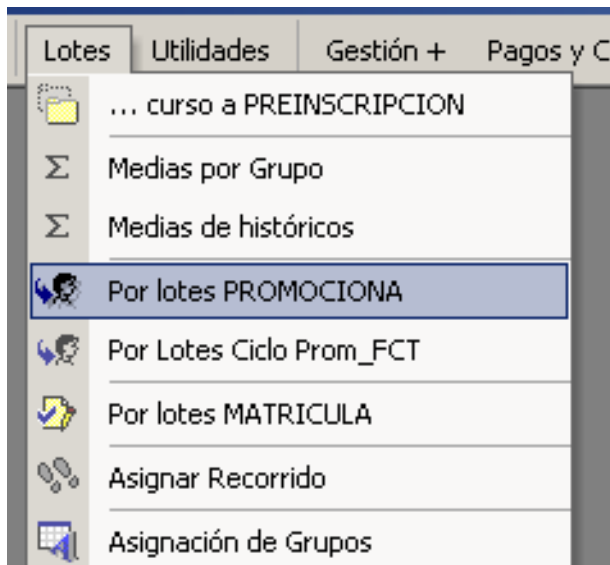 Lotes Utilidades Gestión + Pagos y C
... curso a PREINSCRIPCION
Σ Medias por Grupo
Σ Medias de históricos
Por lotes PROMOCIONA
Por Lotes Ciclo Prom_FCT
Por lotes MATRICULA
Asignar Recorrido
Asignación de Grupos